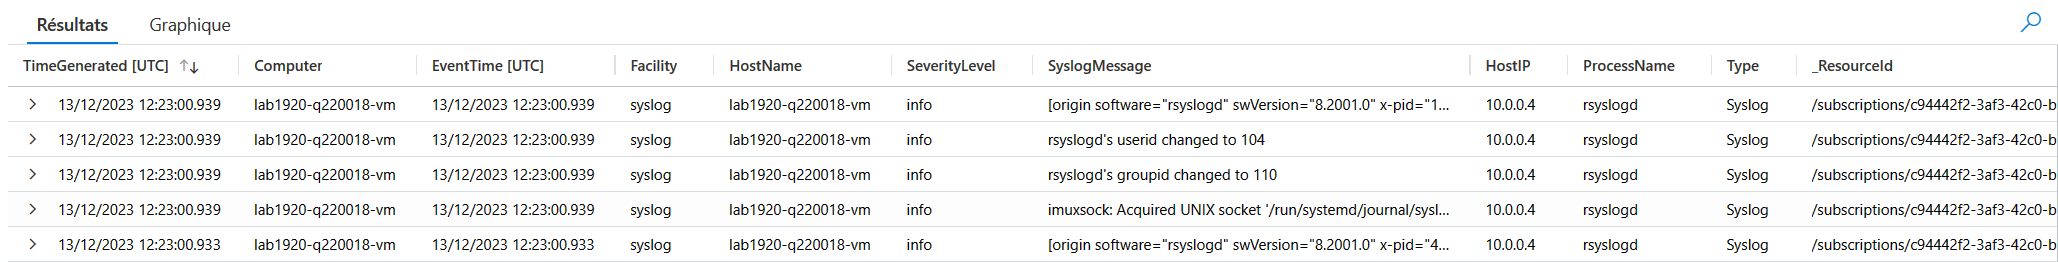 Résultats Graphique
TimeGenerated [UTC] ↑↓ Computer EventTime [UTC] Facility HostName SeverityLevel SyslogMessage HostIP ProcessName Type _ResourceId
13/12/2023 12:23:00.939 lab1920-q220018-vm 13/12/2023 12:23:00.939 syslog lab1920-q220018-vm info [origin software="rsyslogd" swVersion="8.2001.0" x-pid="1... 10.0.0.4 rsyslogd Syslog /subscriptions/c94442f2-3af3-42c0-b
13/12/2023 12:23:00.939 lab1920-q220018-vm 13/12/2023 12:23:00.939 syslog lab1920-q220018-vm info rsyslogd's userid changed to 104 10.0.0.4 rsyslogd Syslog /subscriptions/c94442f2-3af3-42c0-b
13/12/2023 12:23:00.939 lab1920-q220018-vm 13/12/2023 12:23:00.939 syslog lab1920-q220018-vm info rsyslogd's groupid changed to 110 10.0.0.4 rsyslogd Syslog /subscriptions/c94442f2-3af3-42c0-b
13/12/2023 12:23:00.939 lab1920-q220018-vm 13/12/2023 12:23:00.939 syslog lab1920-q220018-vm info imuxsock: Acquired UNIX socket '/run/systemd/journal/sysl... 10.0.0.4 rsyslogd Syslog /subscriptions/c94442f2-3af3-42c0-b
13/12/2023 12:23:00.933 lab1920-q220018-vm 13/12/2023 12:23:00.933 syslog lab1920-q220018-vm info [origin software="rsyslogd" swVersion="8.2001.0" x-pid="4... 10.0.0.4 rsyslogd Syslog /subscriptions/c94442f2-3af3-42c0-b